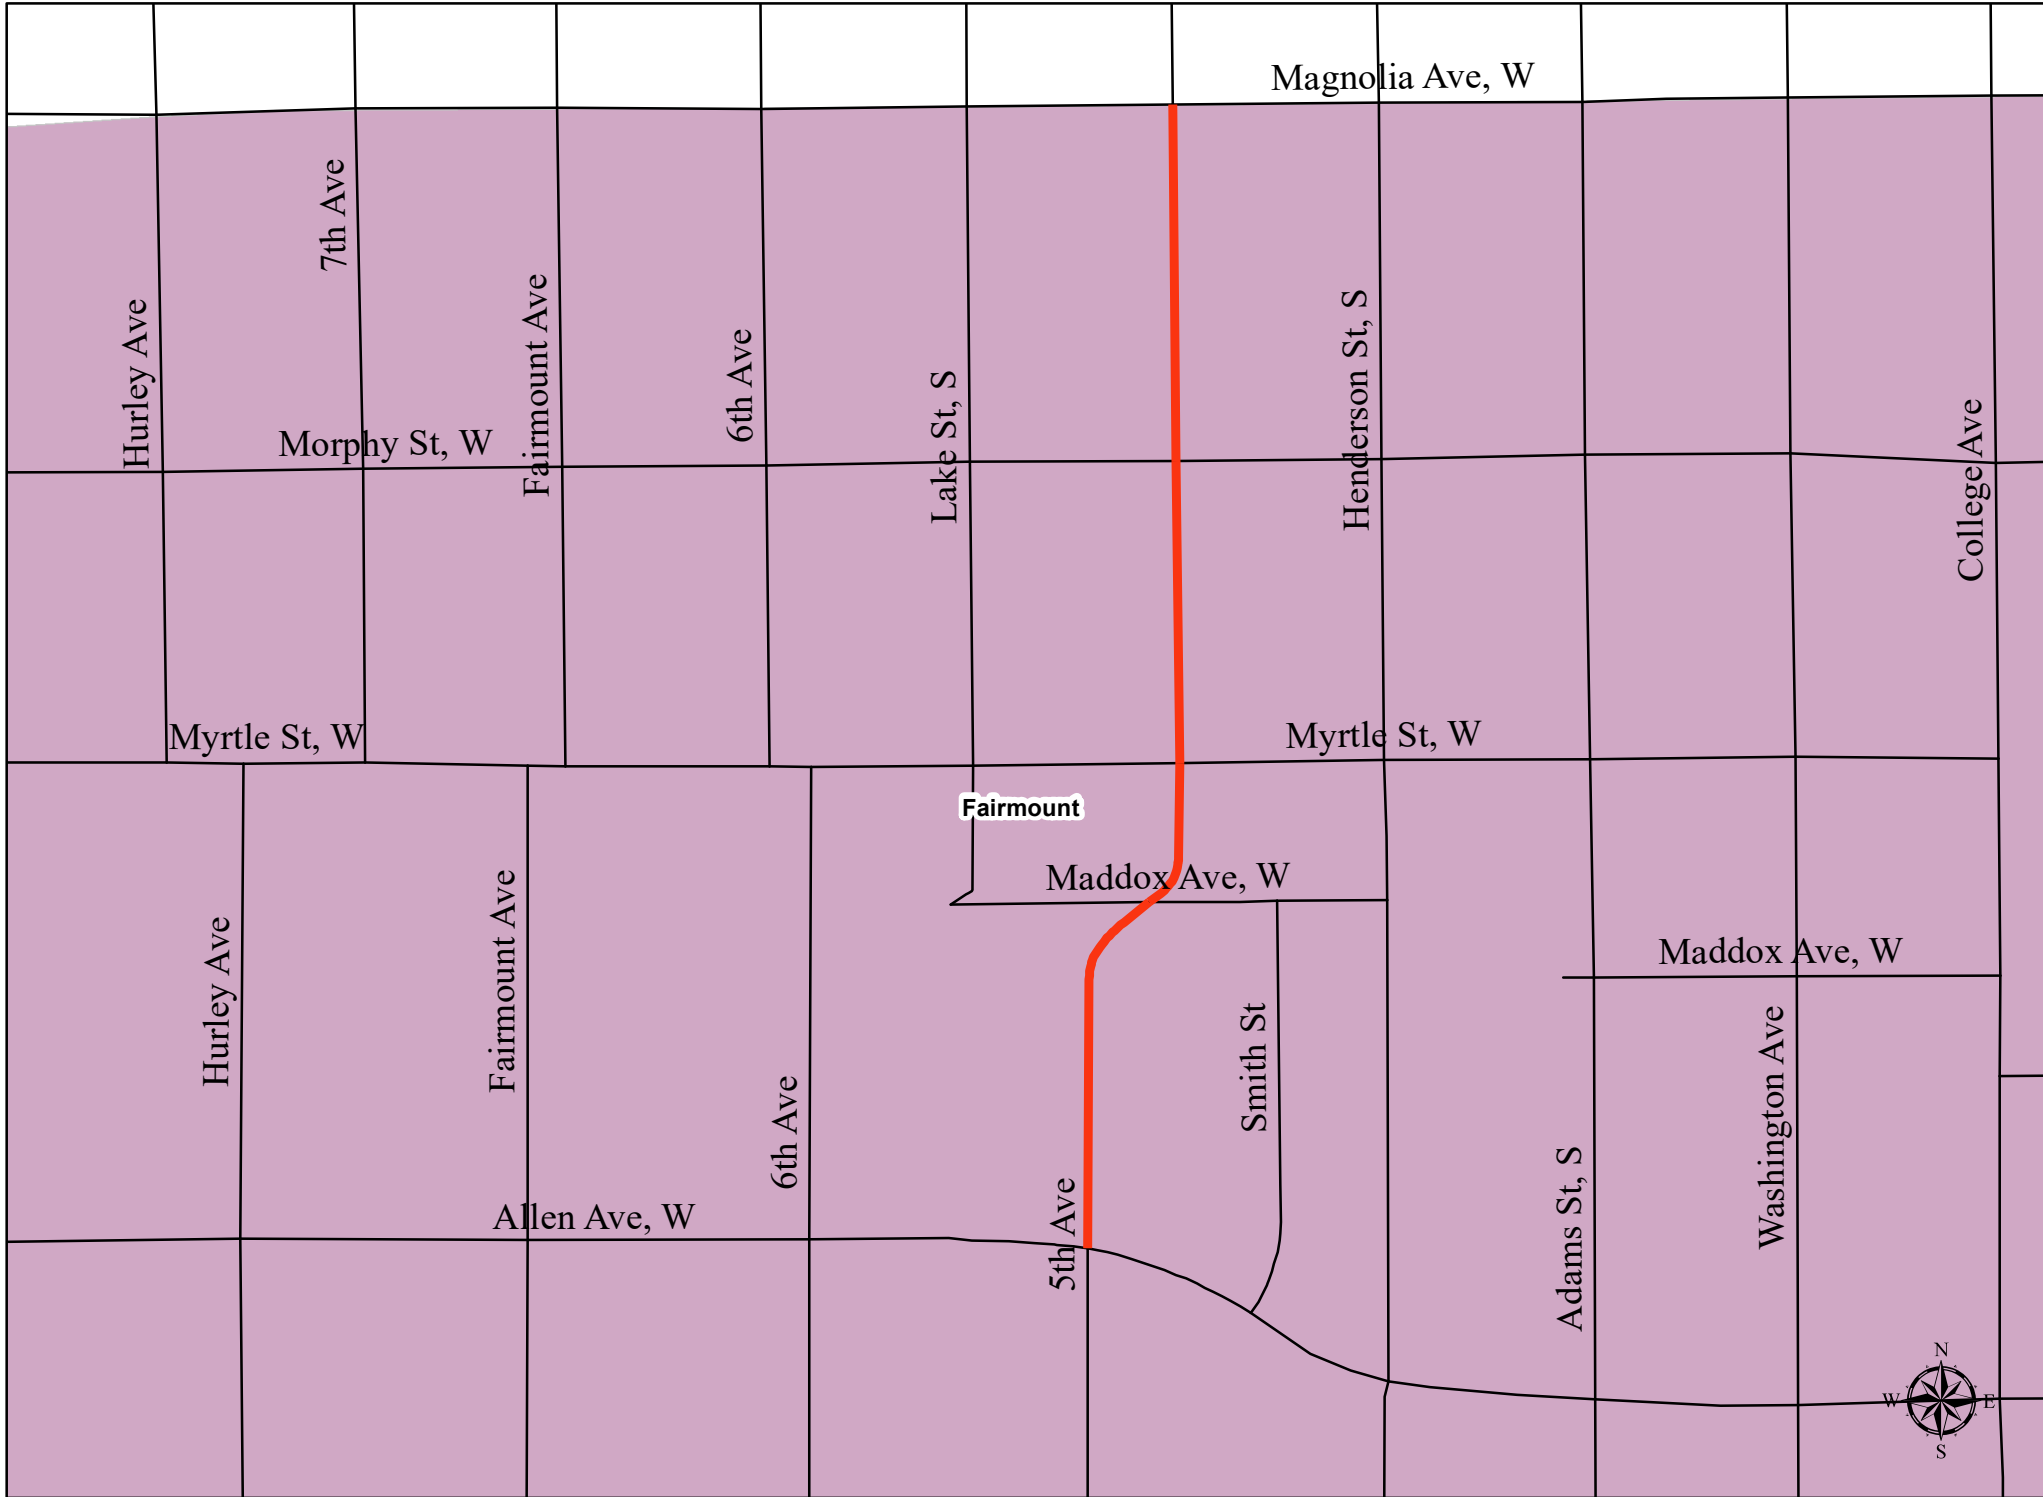 Magnolia Ave, W
7th Ave
Hurley Ave
Fairmount Ave
6th Ave
Lake St, S
Henderson St, S
College Ave
Morphy St, W
Myrtle St, W
Myrtle St, W
Fairmount
Maddox Ave, W
Maddox Ave, W
Hurley Ave
Fairmount Ave
6th Ave
5th Ave
Smith St
Adams St, S
Washington Ave
Allen Ave, W
N
W
E
S